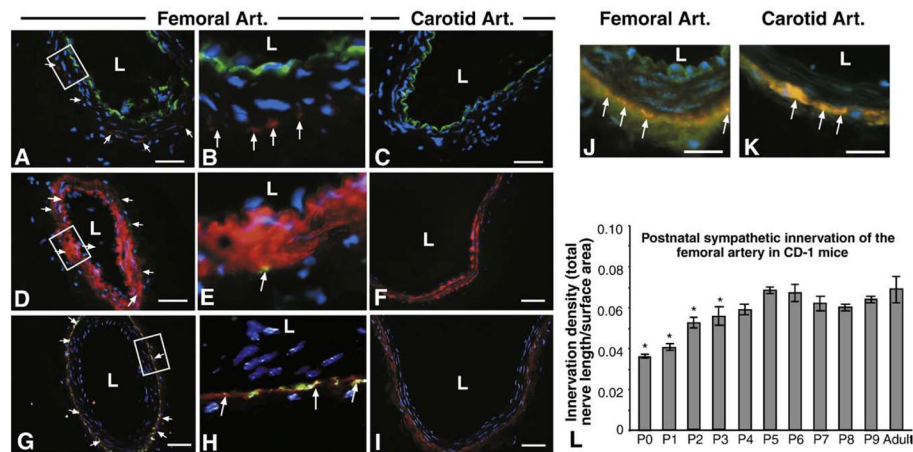 Femoral Art.
Carotid Art.
Femoral Art.
Carotid Art.
L
A
L
B
L
C
L
J
L
K
L
D
L
E
L
F
L
G
L
H
L
I
Postnatal sympathetic innervation of the
femoral artery in CD-1 mice
Innervation density (total
nerve length/surface area)
0.10
0.08
0.06
0.04
0.02
0.00
* * * *
L
P0 P1 P2 P3 P4 P5 P6 P7 P8 P9 Adult